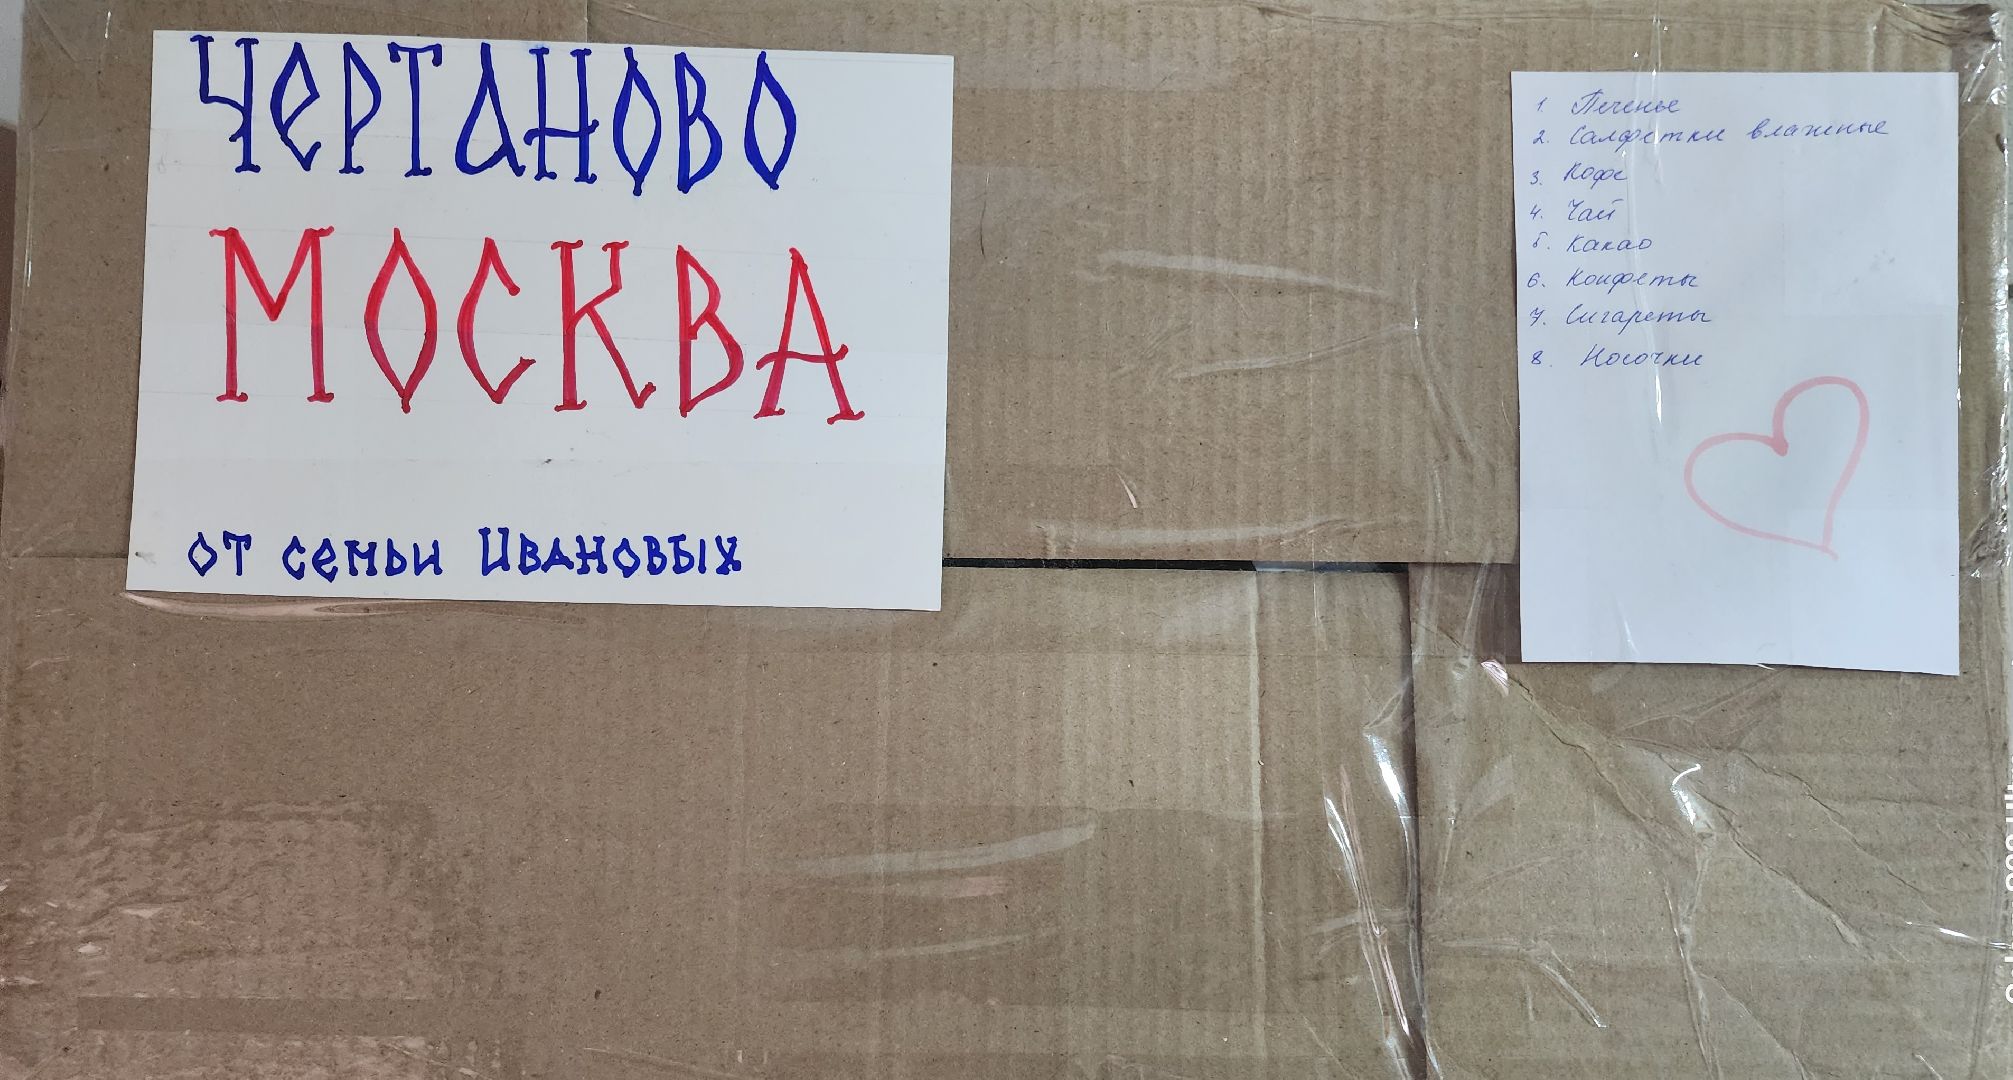 ЧЕРТАНОВО
МОСКВА
от семьи Ивановых
1 Печенье
2. Салфетки влажные
3. Кофе
4. Чай
5. Какао
6. Конфеты
7. Сигареты
8. Носочки